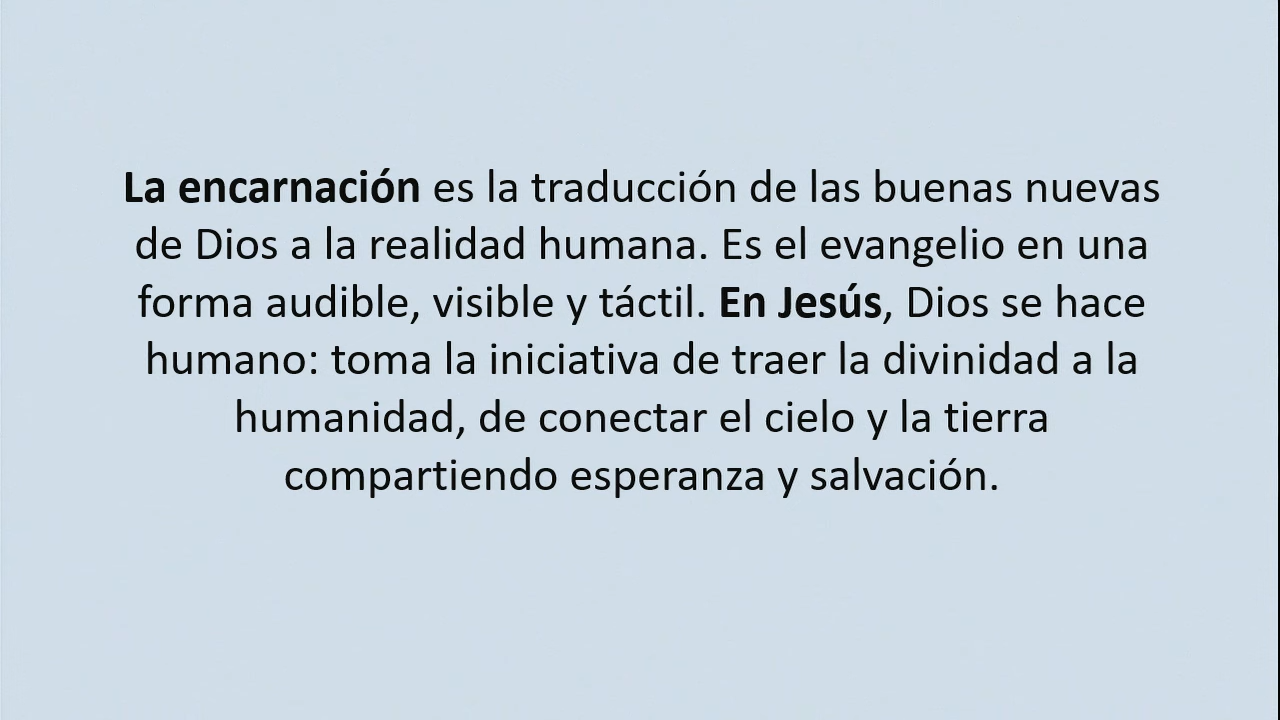 La encarnación es la traducción de las buenas nuevas
de Dios a la realidad humana. Es el evangelio en una
forma audible, visible y táctil. En Jesús, Dios se hace
humano: toma la iniciativa de traer la divinidad a la
humanidad, de conectar el cielo y la tierra
compartiendo esperanza y salvación.